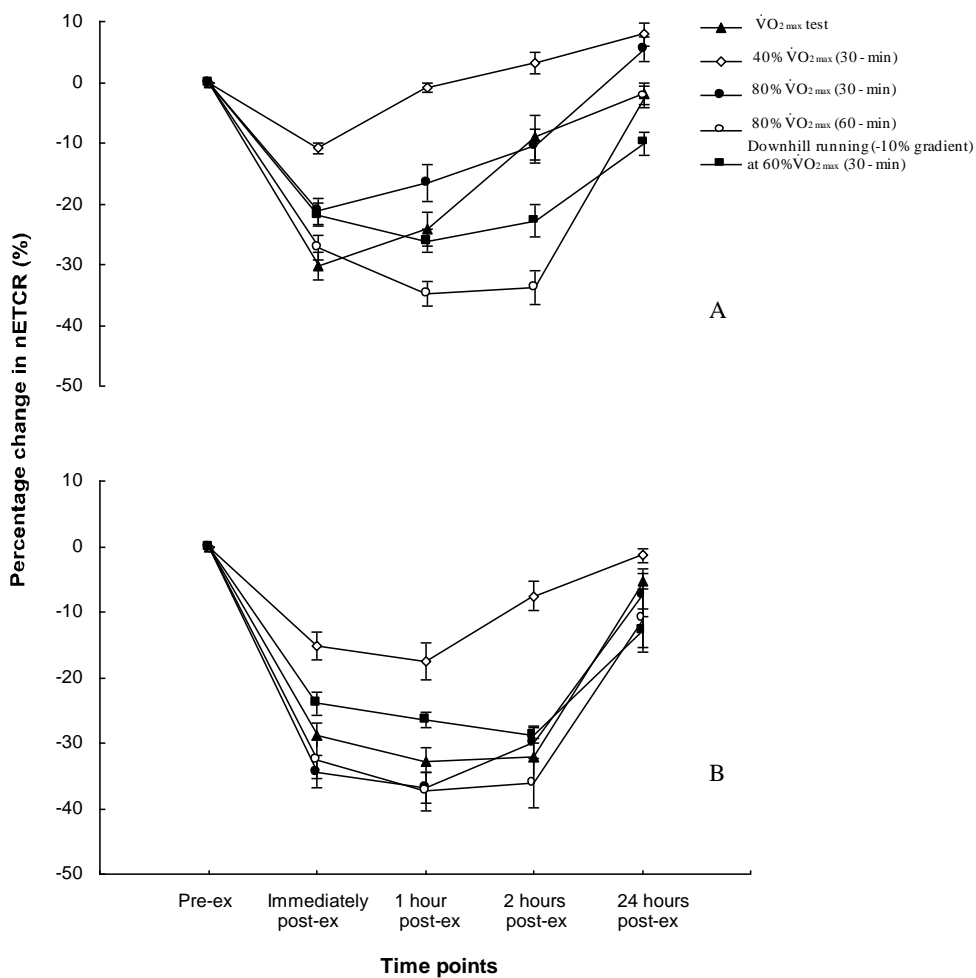 Percentage change in nETCR (%)
10
0
-10
-20
-30
-40
-50
V̇O2 max test
40% V̇O2 max (30 - min)
80% V̇O2 max (30 - min)
80% V̇O2 max (60 - min)
Downhill running (-10% gradient)
at 60%V̇O2 max (30 - min)
A
10
0
-10
-20
-30
-40
-50
B
Pre-ex
Immediately
post-ex
1 hour
post-ex
2 hours
post-ex
24 hours
post-ex
Time points